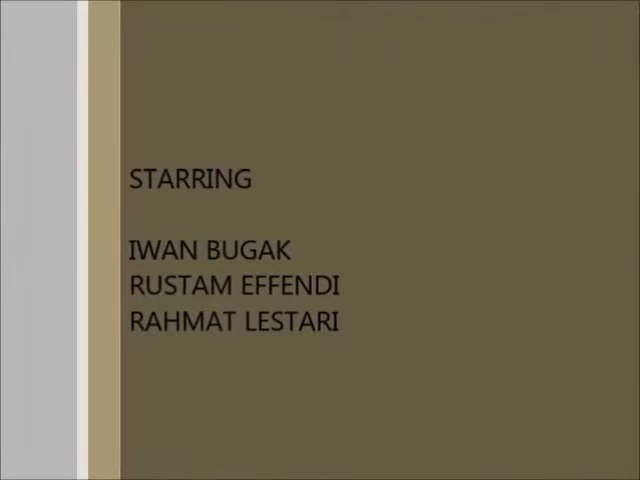 STARRING
IWAN BUGAK
RUSTAM EFFENDI
RAHMAT LESTARI